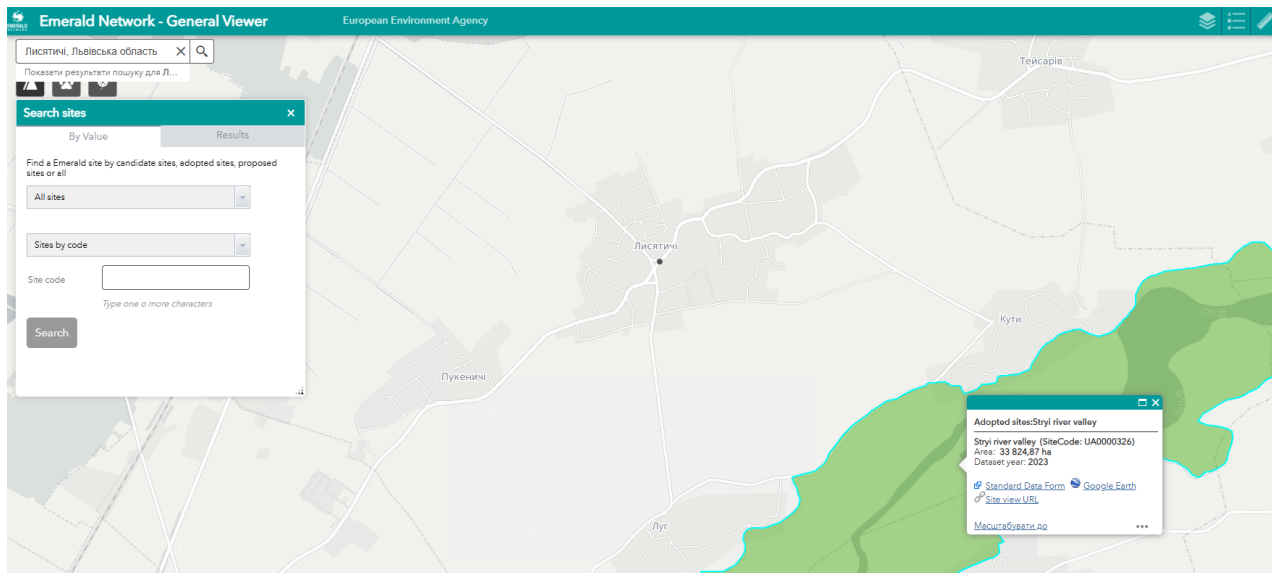 Emerald Network - General Viewer
European Environment Agency
Лисятичі, Львівська область
Показати результати пошуку для Л...
Search sites
By Value
Results
Find a Emerald site by candidate sites, adopted sites, proposed
sites or all
All sites
Sites by code
Site code
Type one o more characters
Search
Тейсарів
Лисятичі
Кути
Пукеничі
Луг
Adopted sites:Stryi river valley
Stryi river valley (SiteCode: UA0000326)
Area: 33 824,87 ha
Dataset year: 2023
Standard Data Form
Google Earth
Site view URL
Масштабувати до